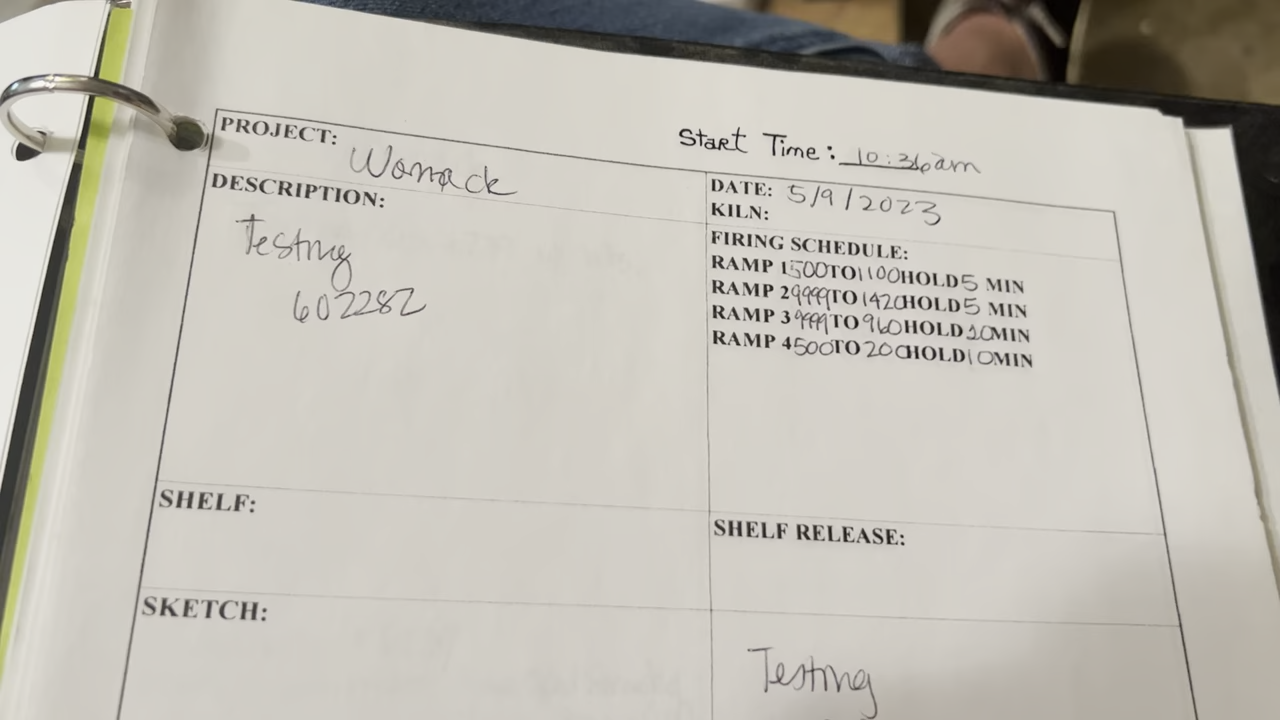 Start Time: 10:36am
PROJECT: Womack
DATE: 5/9/2023
KILN:
DESCRIPTION:
Testing
602282
FIRING SCHEDULE:
RAMP 1 500 TO 1100 HOLD 5 MIN
RAMP 2 9999 TO 1420 HOLD 5 MIN
RAMP 3 9999 TO 960 HOLD 20 MIN
RAMP 4 500 TO 200 HOLD 10 MIN
SHELF:
SHELF RELEASE:
SKETCH:
Testing